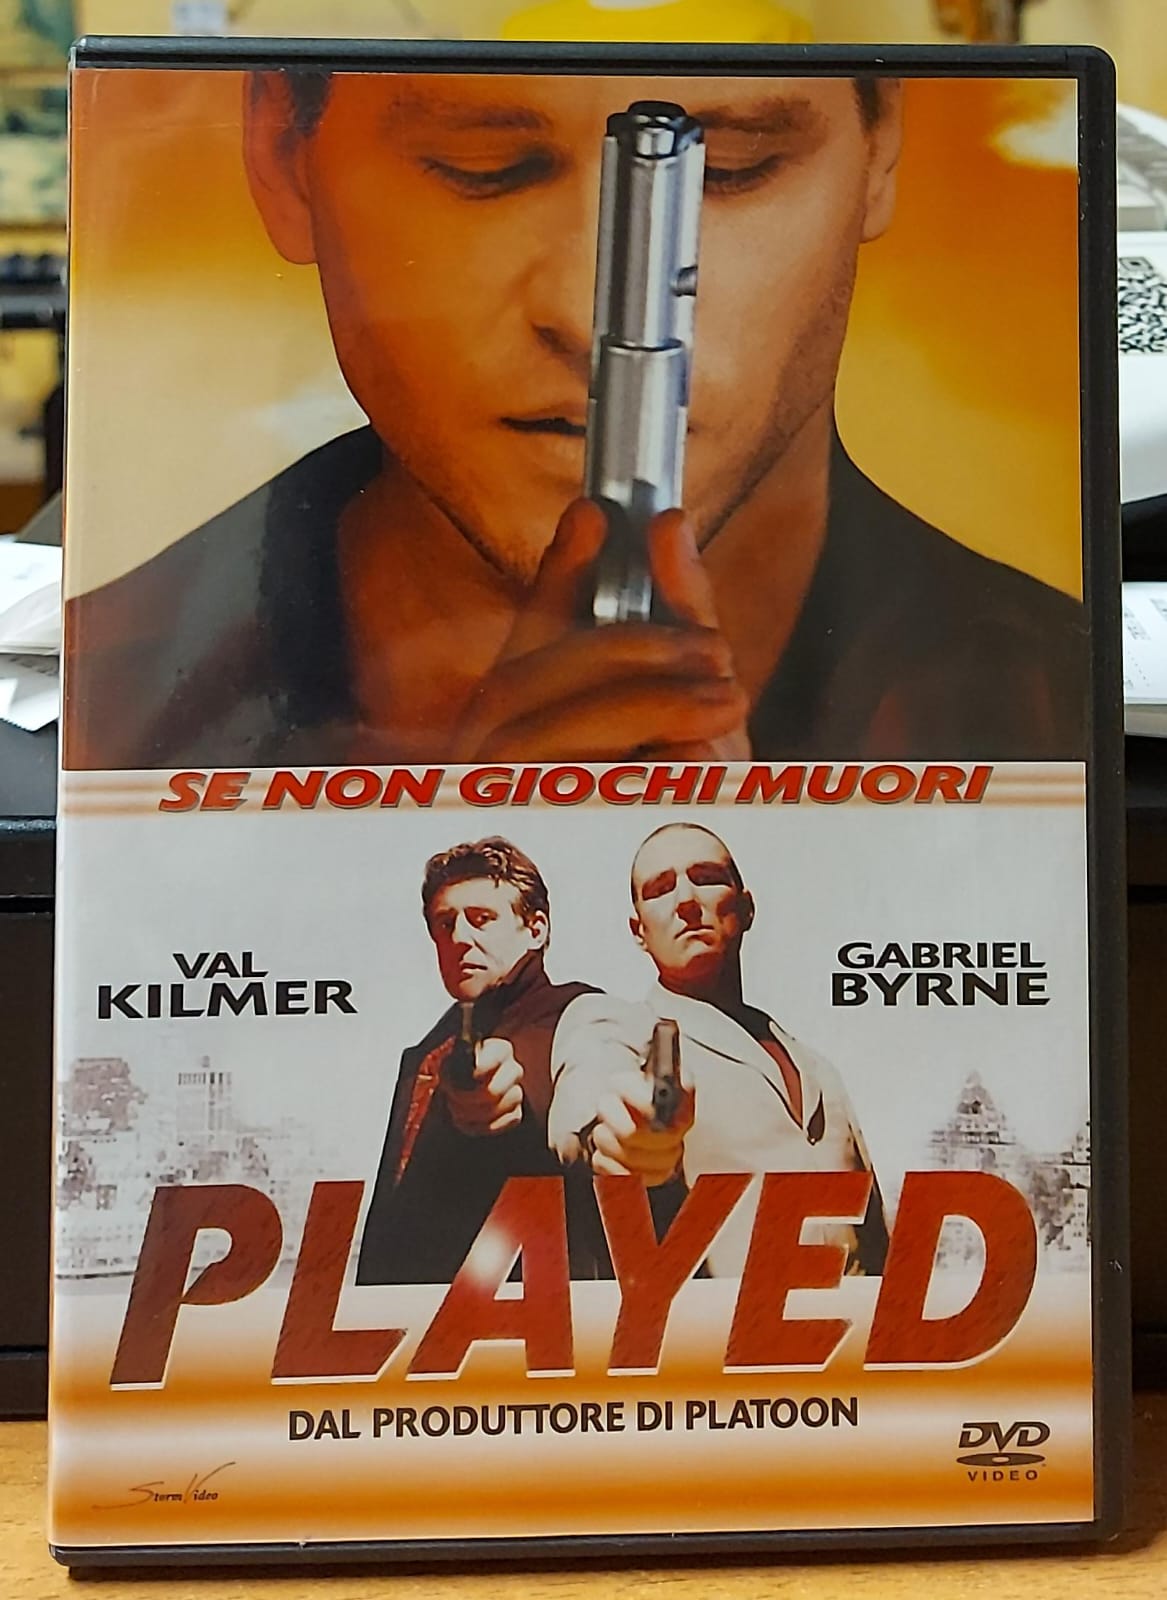 SE NON GIOCHI MUORI
VAL
KILMER
GABRIEL
BYRNE
PLAYED
DAL PRODUTTORE DI PLATOON
DVD
VIDEO
Storm Video